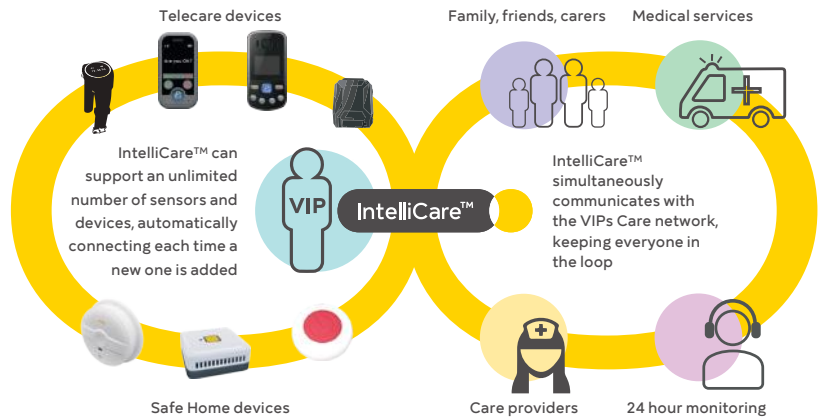 Telecare devices
Family, friends, carers
Medical services
IntelliCare™ can
support an unlimited
number of sensors and
devices, automatically
connecting each time a
new one is added
VIP
IntelliCare™
IntelliCare™
simultaneously
communicates with
the VIPs Care network,
keeping everyone in
the loop
Safe Home devices
Care providers
24 hour monitoring